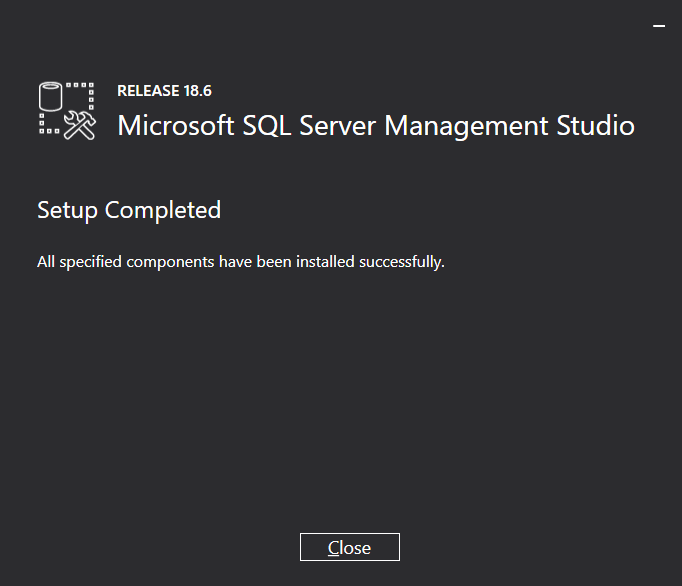 RELEASE 18.6
Microsoft SQL Server Management Studio
Setup Completed
All specified components have been installed successfully.
Close